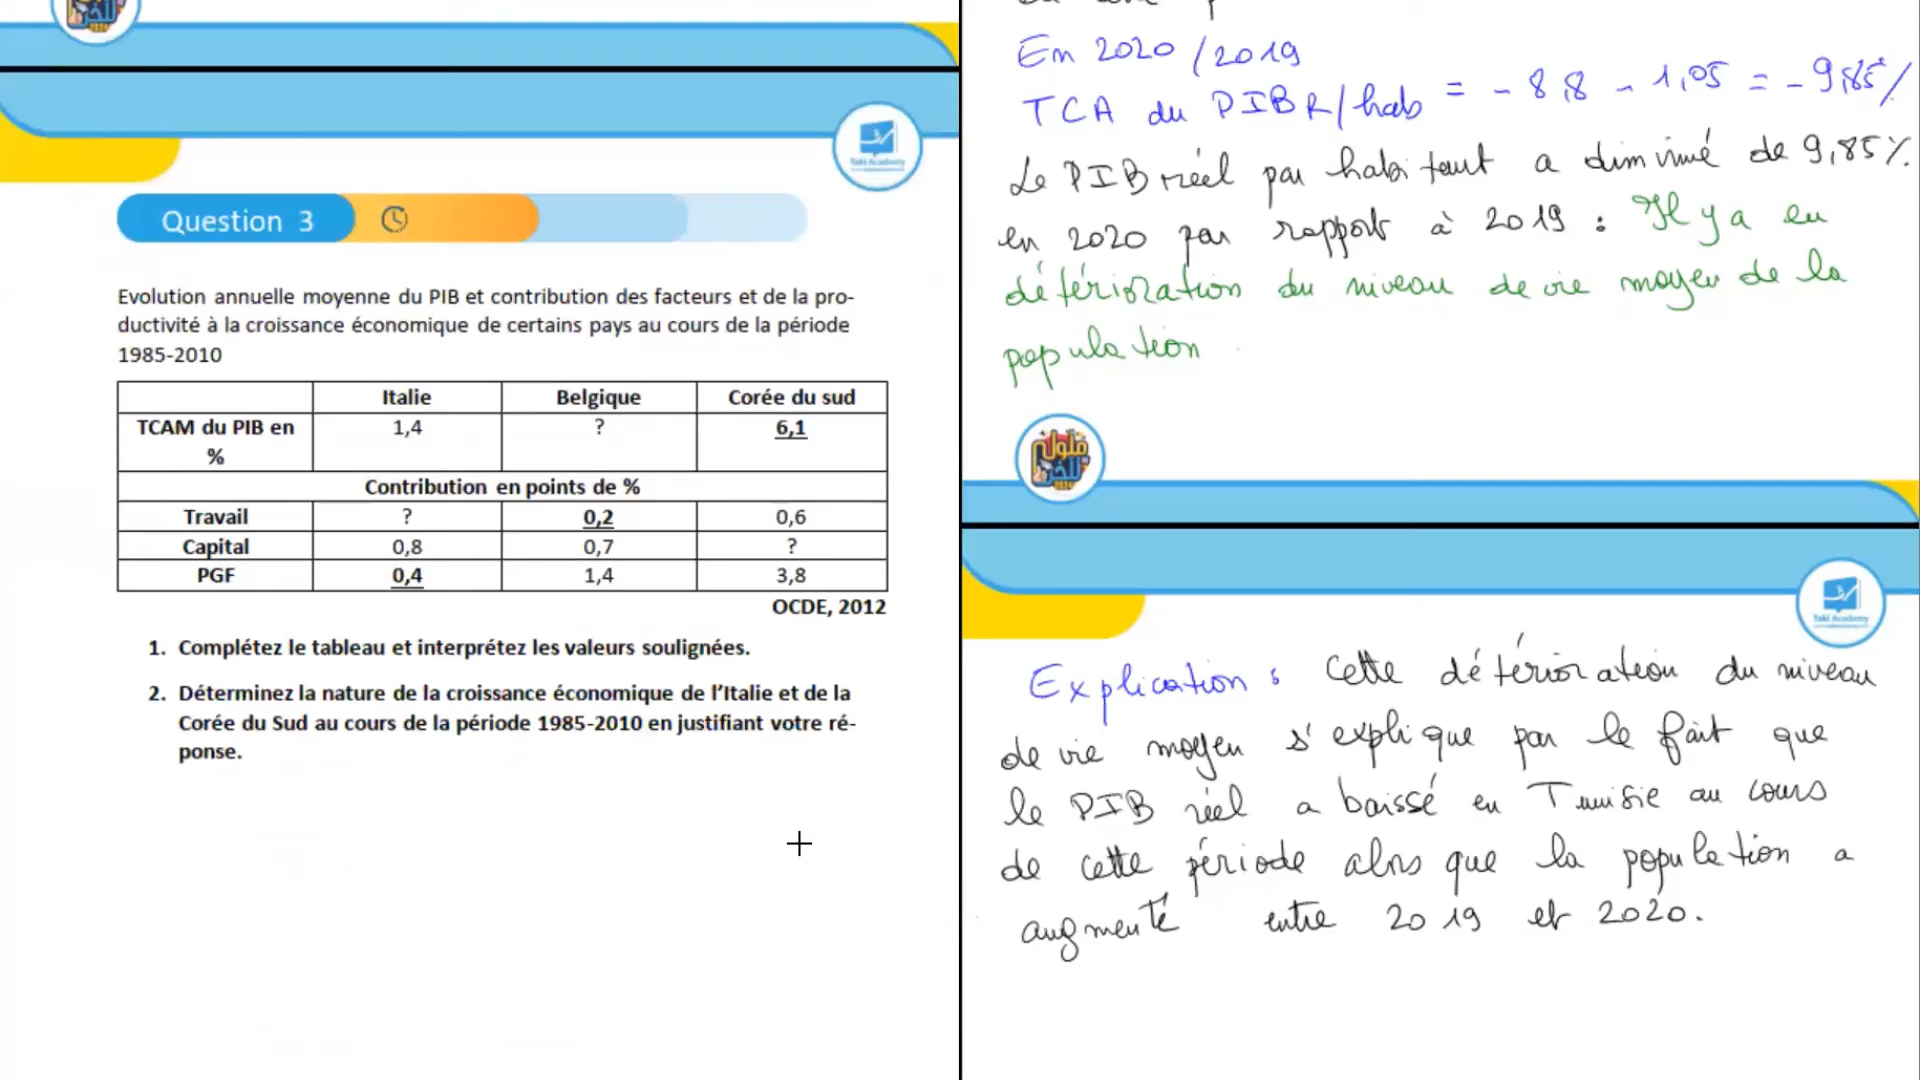 Question 3
Evolution annuelle moyenne du PIB et contribution des facteurs et de la pro-
ductivité à la croissance économique de certains pays au cours de la période
1985-2010
Italie Belgique Corée du sud
TCAM du PIB en % 1,4 ? 6,1
Contribution en points de %
Travail ? 0,2 0,6
Capital 0,8 0,7 ?
PGF 0,4 1,4 3,8
OCDE, 2012
1. Complétez le tableau et interprétez les valeurs soulignées.
2. Déterminez la nature de la croissance économique de l'Italie et de la
Corée du Sud au cours de la période 1985-2010 en justifiant votre ré-
ponse.
Taki Academy
En 2020/2019
TCA du PIBR/hab = - 8,8 - 1,05 = - 9,85%
Le PIB réel par habitant a diminué de 9,85%
en 2020 par rapport à 2019 : Il y a eu
détérioration du niveau de vie moyen de la
population
Taki Academy
Explication : Cette détérioration du niveau
de vie moyen s'explique par le fait que
le PIB réel a baissé en Tunisie au cours
de cette période alors que la population a
augmenté entre 2019 et 2020.